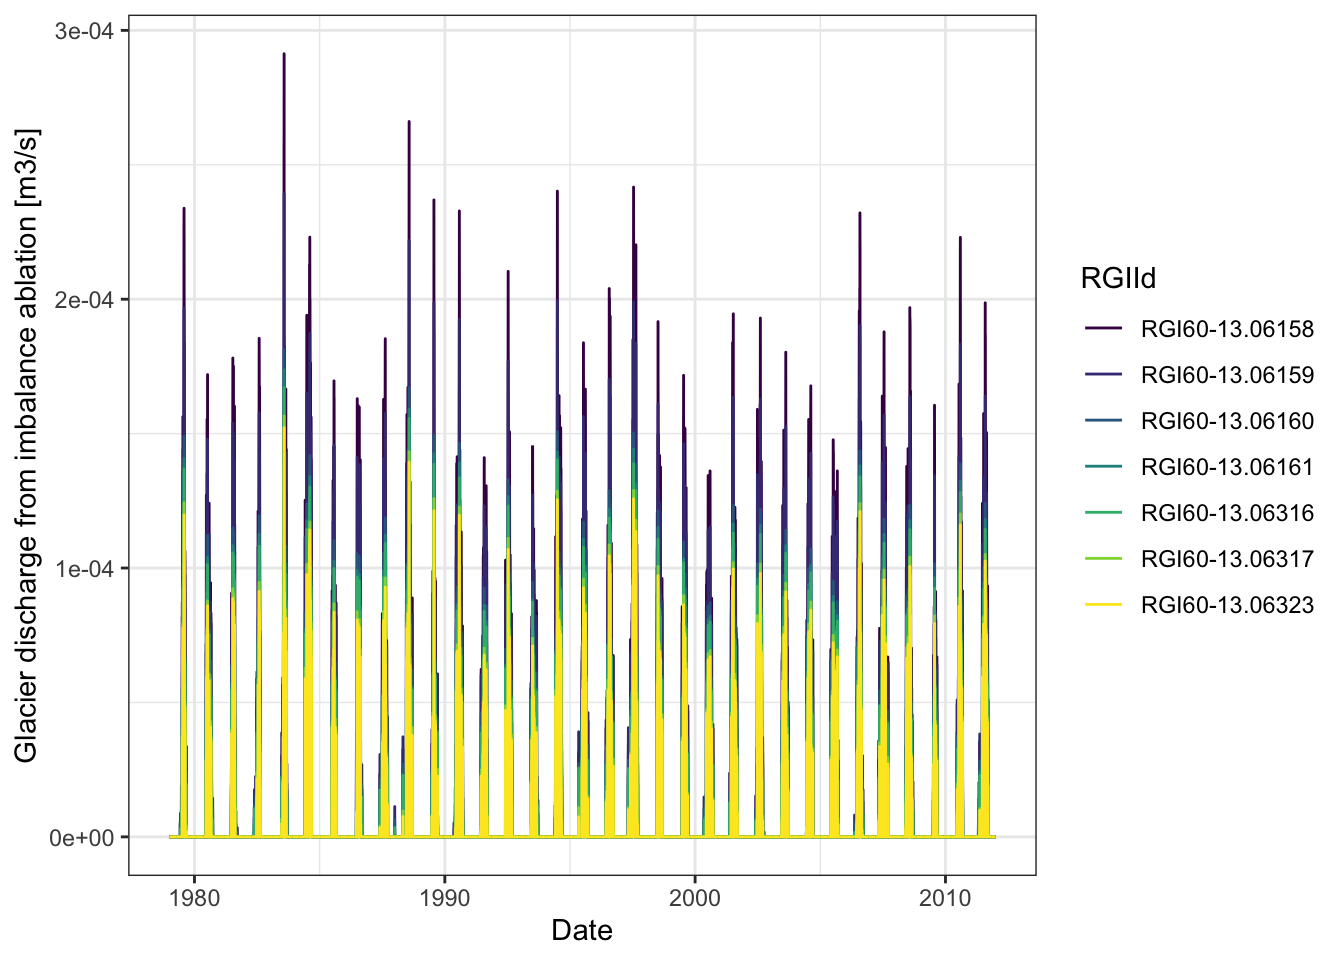 Glacier discharge from imbalance ablation [m3/s]
3e-04
2e-04
1e-04
0e+00
1980
1990
2000
2010
Date
RGIId
RGI60-13.06158
RGI60-13.06159
RGI60-13.06160
RGI60-13.06161
RGI60-13.06316
RGI60-13.06317
RGI60-13.06323